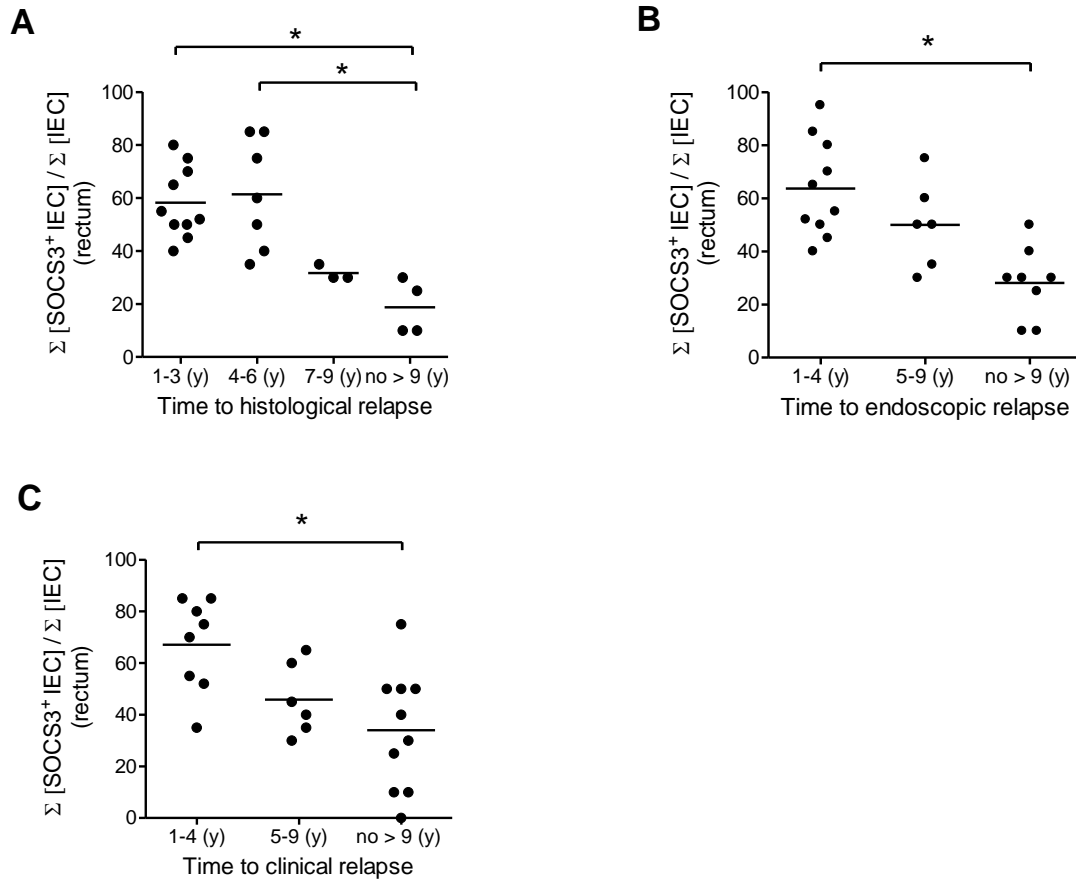 A
*
*
Σ [SOCS3+ IEC] / Σ [IEC]
(rectum)
100
80
60
40
20
0
1-3 (y) 4-6 (y) 7-9 (y) no > 9 (y)
Time to histological relapse
B
*
Σ [SOCS3+ IEC] / Σ [IEC]
(rectum)
100
80
60
40
20
0
1-4 (y) 5-9 (y) no > 9 (y)
Time to endoscopic relapse
C
*
Σ [SOCS3+ IEC] / Σ [IEC]
(rectum)
100
80
60
40
20
0
1-4 (y) 5-9 (y) no > 9 (y)
Time to clinical relapse